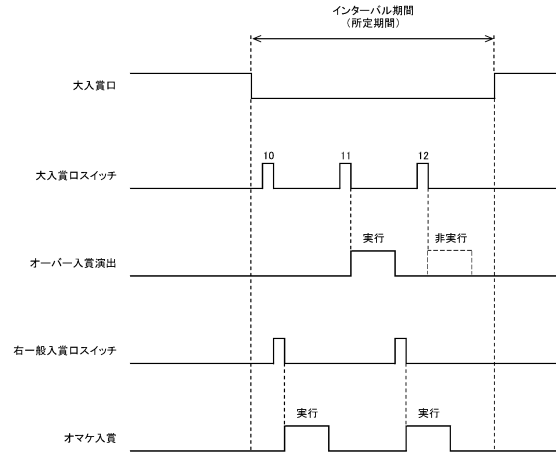 インターバル期間
（所定期間）
大入賞口
10 11 12
大入賞口スイッチ
実行 非実行
オーバー入賞演出
右一般入賞口スイッチ
実行 実行
オマケ入賞